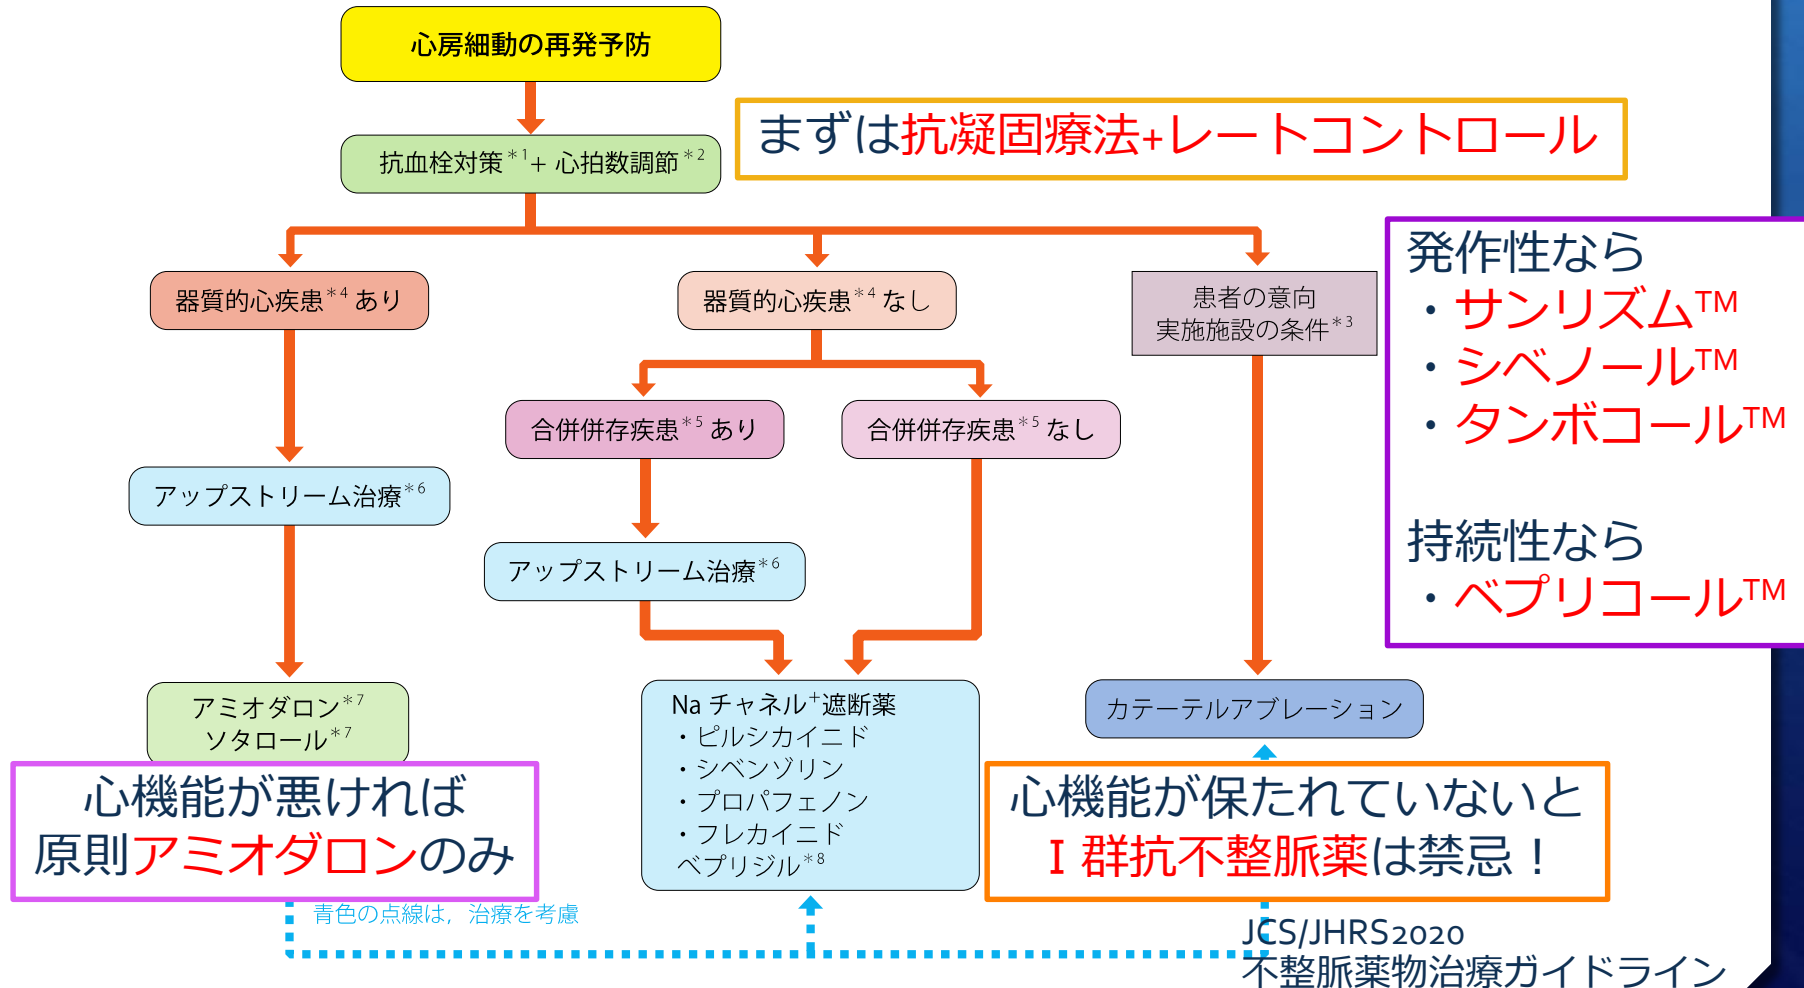 心房細動の再発予防
まずは抗凝固療法+レートコントロール
抗血栓対策*1+ 心拍数調節*2
器質的心疾患*4 あり
器質的心疾患*4 なし
患者の意向
実施施設の条件*3
発作性なら
・サンリズム™
・シベノール™
・タンボコール™
持続性なら
・ベプリコール™
合併併存疾患*5 あり
合併併存疾患*5 なし
アップストリーム治療*6
アップストリーム治療*6
アミオダロン*7
ソタロール*7
Na チャネル+遮断薬
・ピルシカイニド
・シベンゾリン
・プロパフェノン
・フレカイニド
ベプリジル*8
カテーテルアブレーション
心機能が悪ければ
原則アミオダロンのみ
心機能が保たれていないと
Ⅰ群抗不整脈薬は禁忌！
青色の点線は，治療を考慮
JCS/JHRS2020
不整脈薬物治療ガイドライン